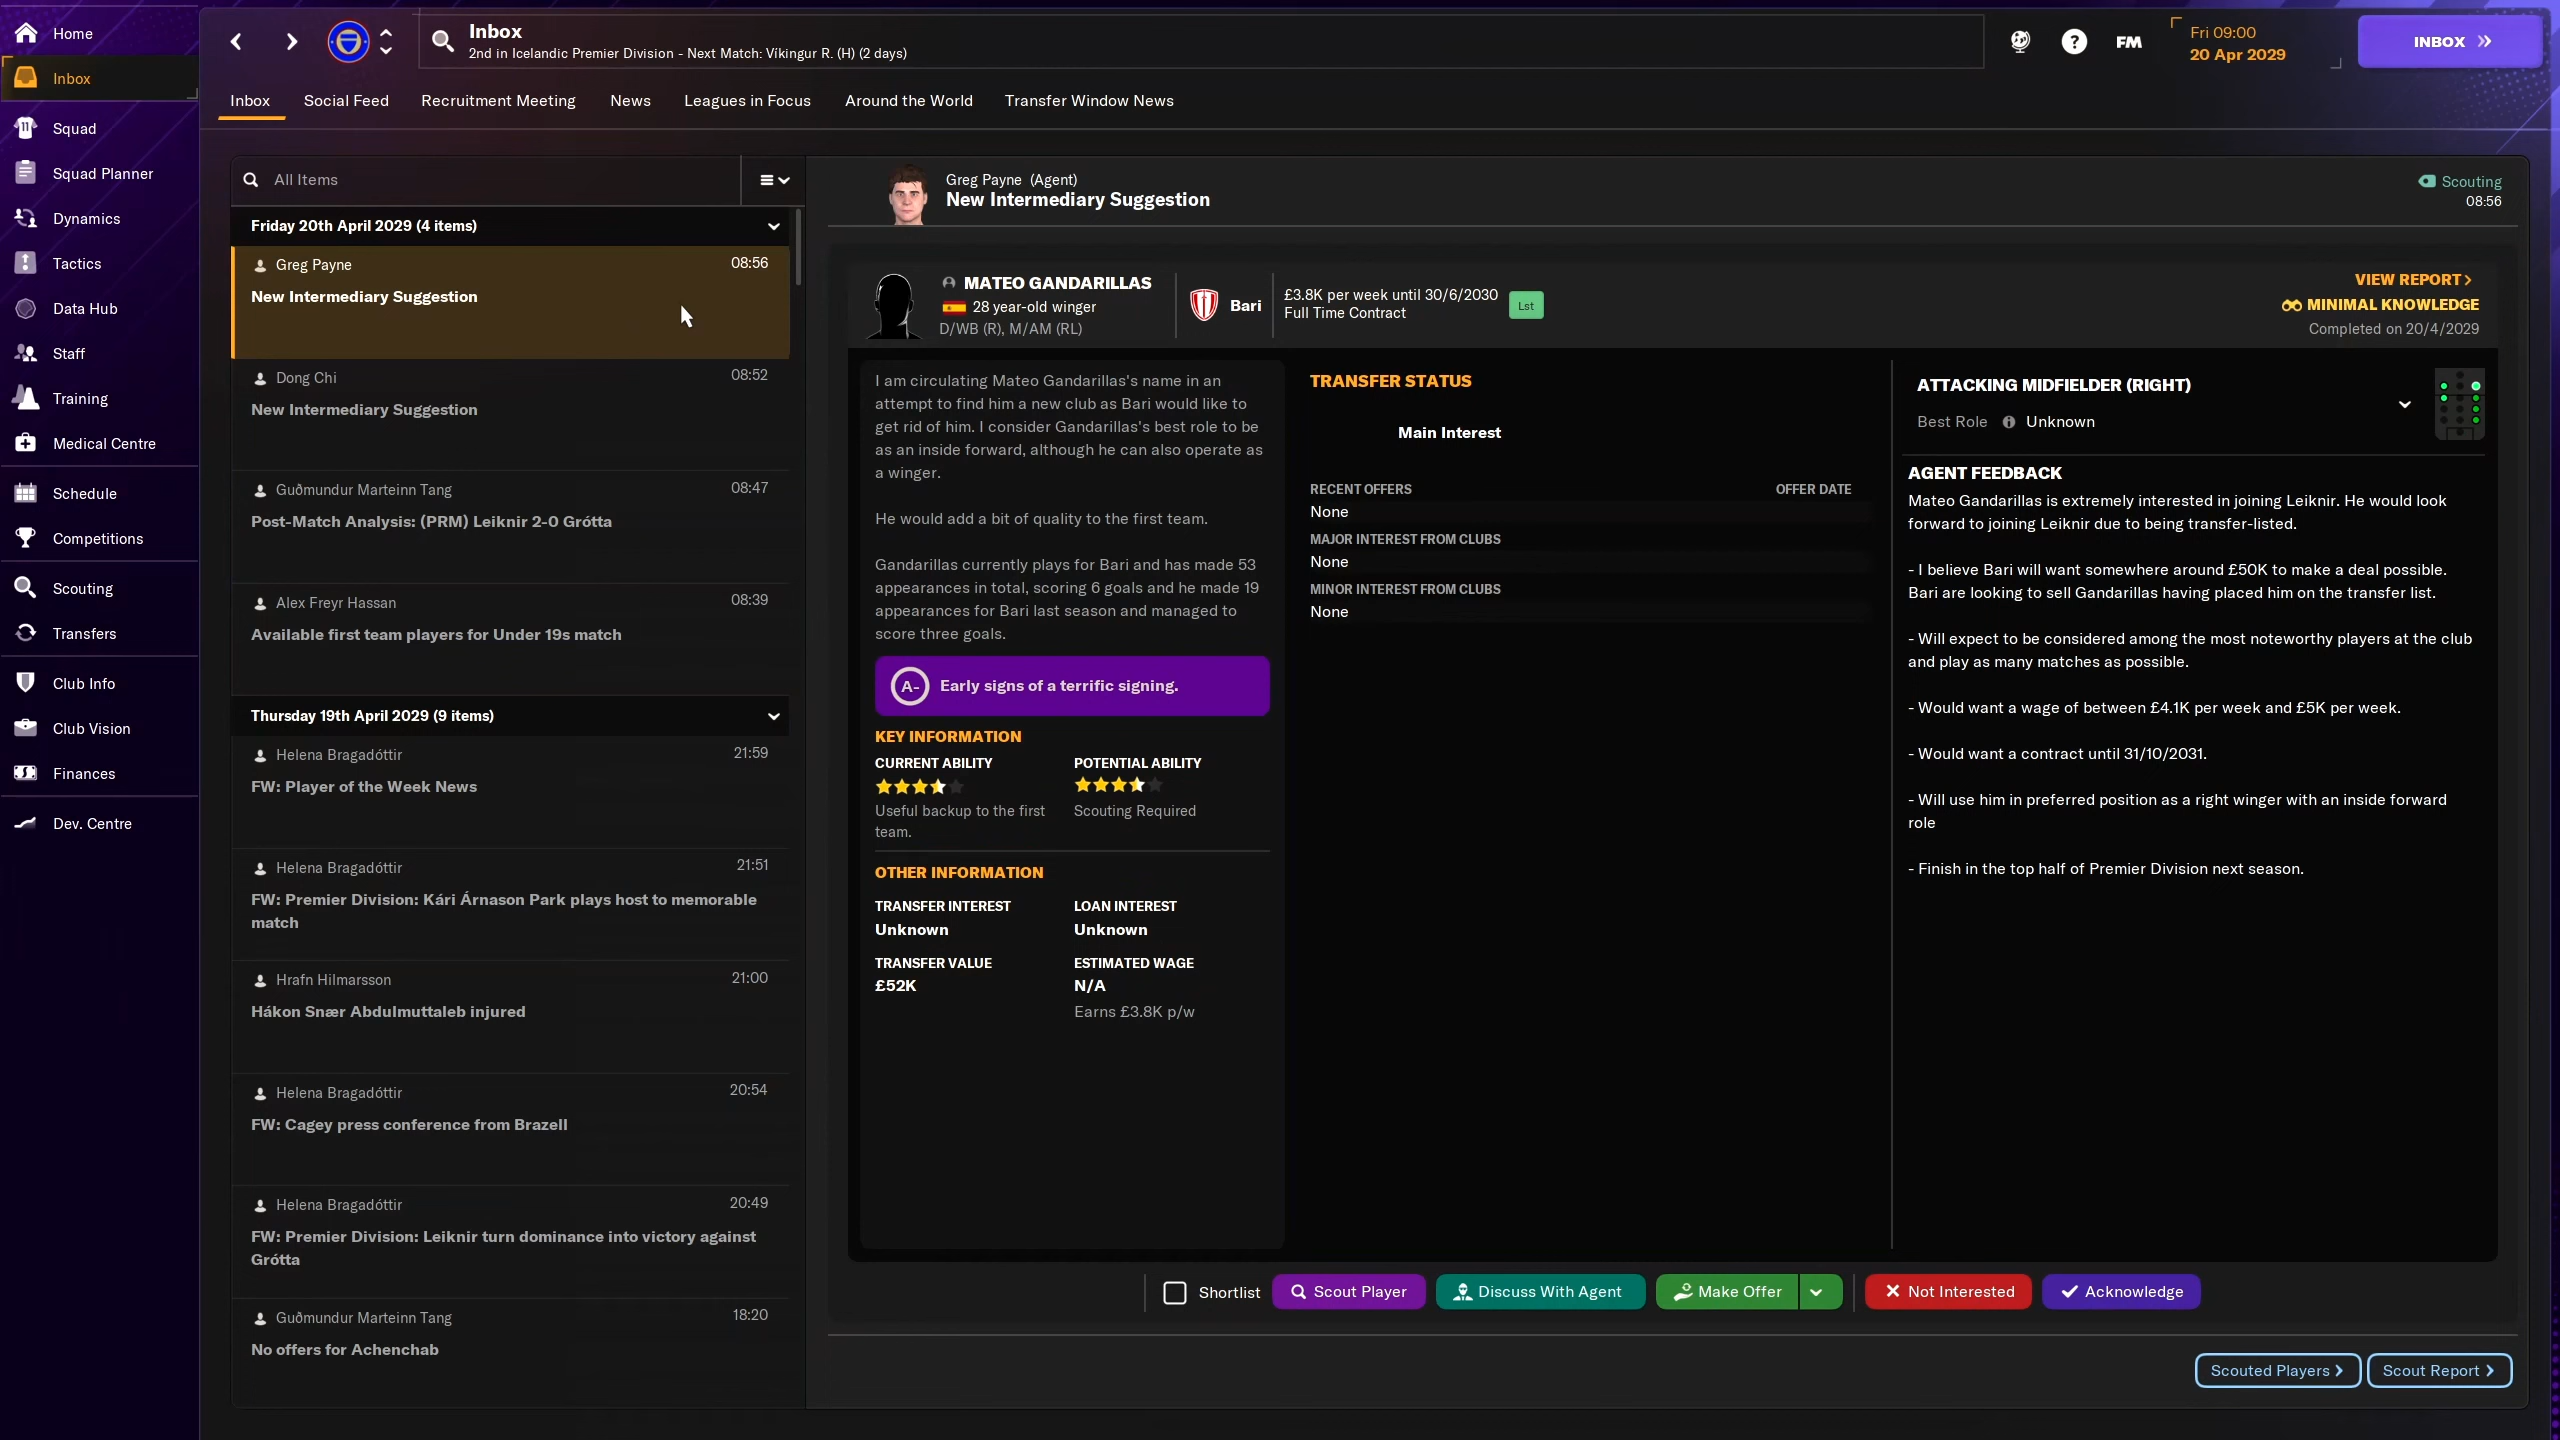 Home
Inbox
Squad
Squad Planner
Dynamics
Tactics
Data Hub
Staff
Training
Medical Centre
Schedule
Competitions
Scouting
Transfers
Club Info
Club Vision
Finances
Dev. Centre
Inbox
2nd in Icelandic Premier Division - Next Match: Víkingur R. (H) (2 days)
FM
Fri 09:00
20 Apr 2029
INBOX
Inbox Social Feed Recruitment Meeting News Leagues in Focus Around the World Transfer Window News
All Items
Friday 20th April 2029 (4 items)
Greg Payne 08:56
New Intermediary Suggestion
Dong Chi 08:52
New Intermediary Suggestion
Guðmundur Marteinn Tang 08:47
Post-Match Analysis: (PRM) Leiknir 2-0 Grótta
Alex Freyr Hassan 08:39
Available first team players for Under 19s match
Thursday 19th April 2029 (9 items)
Helena Bragadóttir 21:59
FW: Player of the Week News
Helena Bragadóttir 21:51
FW: Premier Division: Kári Árnason Park plays host to memorable
match
Hrafn Hilmarsson 21:00
Hákon Snær Abdulmuttaleb injured
Helena Bragadóttir 20:54
FW: Cagey press conference from Brazell
Helena Bragadóttir 20:49
FW: Premier Division: Leiknir turn dominance into victory against
Grótta
Guðmundur Marteinn Tang 18:20
No offers for Achenchab
Greg Payne (Agent)
New Intermediary Suggestion
Scouting
08:56
MATEO GANDARILLAS
28 year-old winger
D/WB (R), M/AM (RL)
Bari
£3.8K per week until 30/6/2030
Full Time Contract
Lst
VIEW REPORT
MINIMAL KNOWLEDGE
Completed on 20/4/2029
I am circulating Mateo Gandarillas's name in an
attempt to find him a new club as Bari would like to
get rid of him. I consider Gandarillas's best role to be
as an inside forward, although he can also operate as
a winger.
He would add a bit of quality to the first team.
Gandarillas currently plays for Bari and has made 53
appearances in total, scoring 6 goals and he made 19
appearances for Bari last season and managed to
score three goals.
A- Early signs of a terrific signing.
KEY INFORMATION
CURRENT ABILITY POTENTIAL ABILITY
Useful backup to the first Scouting Required
team.
OTHER INFORMATION
TRANSFER INTEREST LOAN INTEREST
Unknown Unknown
TRANSFER VALUE ESTIMATED WAGE
£52K N/A
Earns £3.8K p/w
TRANSFER STATUS
Main Interest
RECENT OFFERS OFFER DATE
None
MAJOR INTEREST FROM CLUBS
None
MINOR INTEREST FROM CLUBS
None
ATTACKING MIDFIELDER (RIGHT)
Best Role Unknown
AGENT FEEDBACK
Mateo Gandarillas is extremely interested in joining Leiknir. He would look
forward to joining Leiknir due to being transfer-listed.
- I believe Bari will want somewhere around £50K to make a deal possible.
Bari are looking to sell Gandarillas having placed him on the transfer list.
- Will expect to be considered among the most noteworthy players at the club
and play as many matches as possible.
- Would want a wage of between £4.1K per week and £5K per week.
- Would want a contract until 31/10/2031.
- Will use him in preferred position as a right winger with an inside forward
role
- Finish in the top half of Premier Division next season.
Shortlist Scout Player Discuss With Agent Make Offer Not Interested Acknowledge
Scouted Players Scout Report